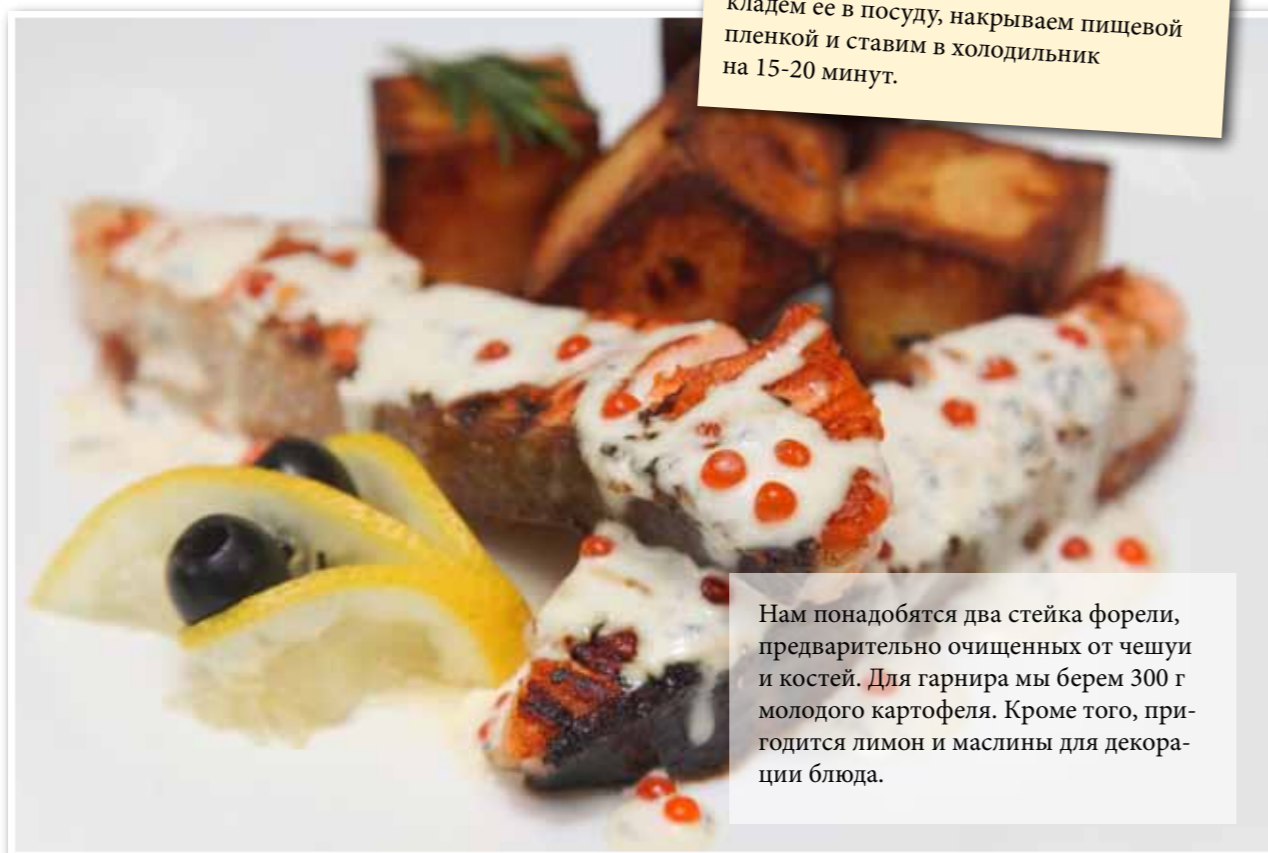 кладем ее в посуду, накрываем пищевой
пленкой и ставим в холодильник
на 15-20 минут.
Нам понадобятся два стейка форели,
предварительно очищенных от чешуи
и костей. Для гарнира мы берем 300 г
молодого картофеля. Кроме того, при-
годится лимон и маслины для декора-
ции блюда.